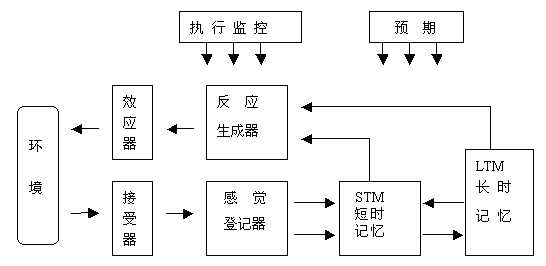 执行监控
预期
效
应
器
反应
生成器
环
境
接
受
器
感觉
登记器
STM
短时
记忆
LTM
长时
记忆